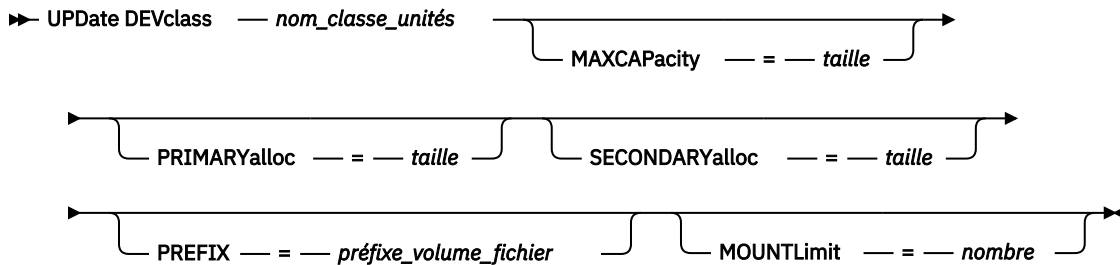 UPDate DEVclass nom_classe_unités
MAXCAPacity = taille
PRIMARYalloc = taille SECONDARYalloc = taille
PREFIX = préfixe_volume_fichier MOUNTLimit = nombre